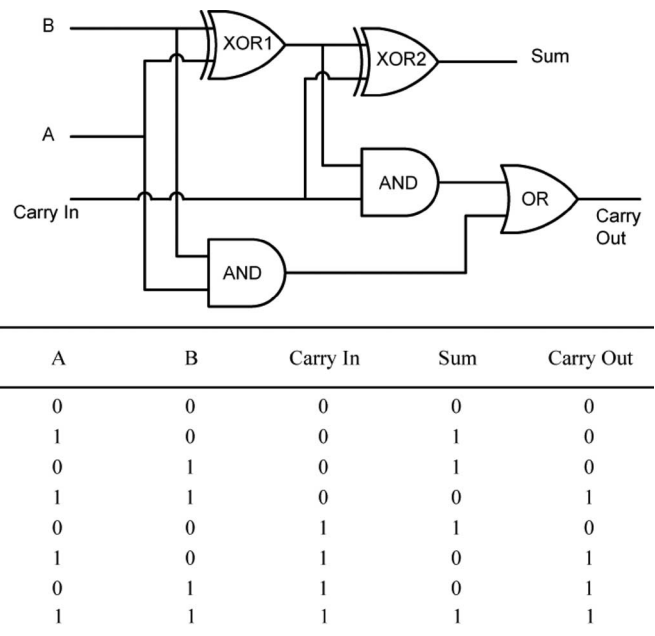 B
XOR1
XOR2
Sum
A
AND
OR
Carry In
Carry
Out
AND
A B Carry In Sum Carry Out
0 0 0 0 0
1 0 0 1 0
0 1 0 1 0
1 1 0 0 1
0 0 1 1 0
1 0 1 0 1
0 1 1 0 1
1 1 1 1 1